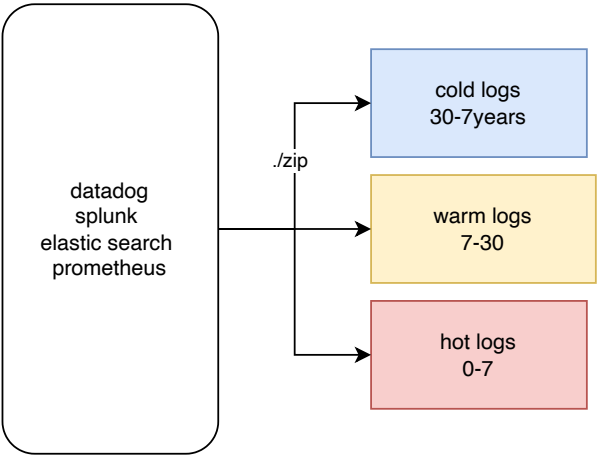 datadog
splunk
elastic search
prometheus
./zip
cold logs
30-7years
warm logs
7-30
hot logs
0-7